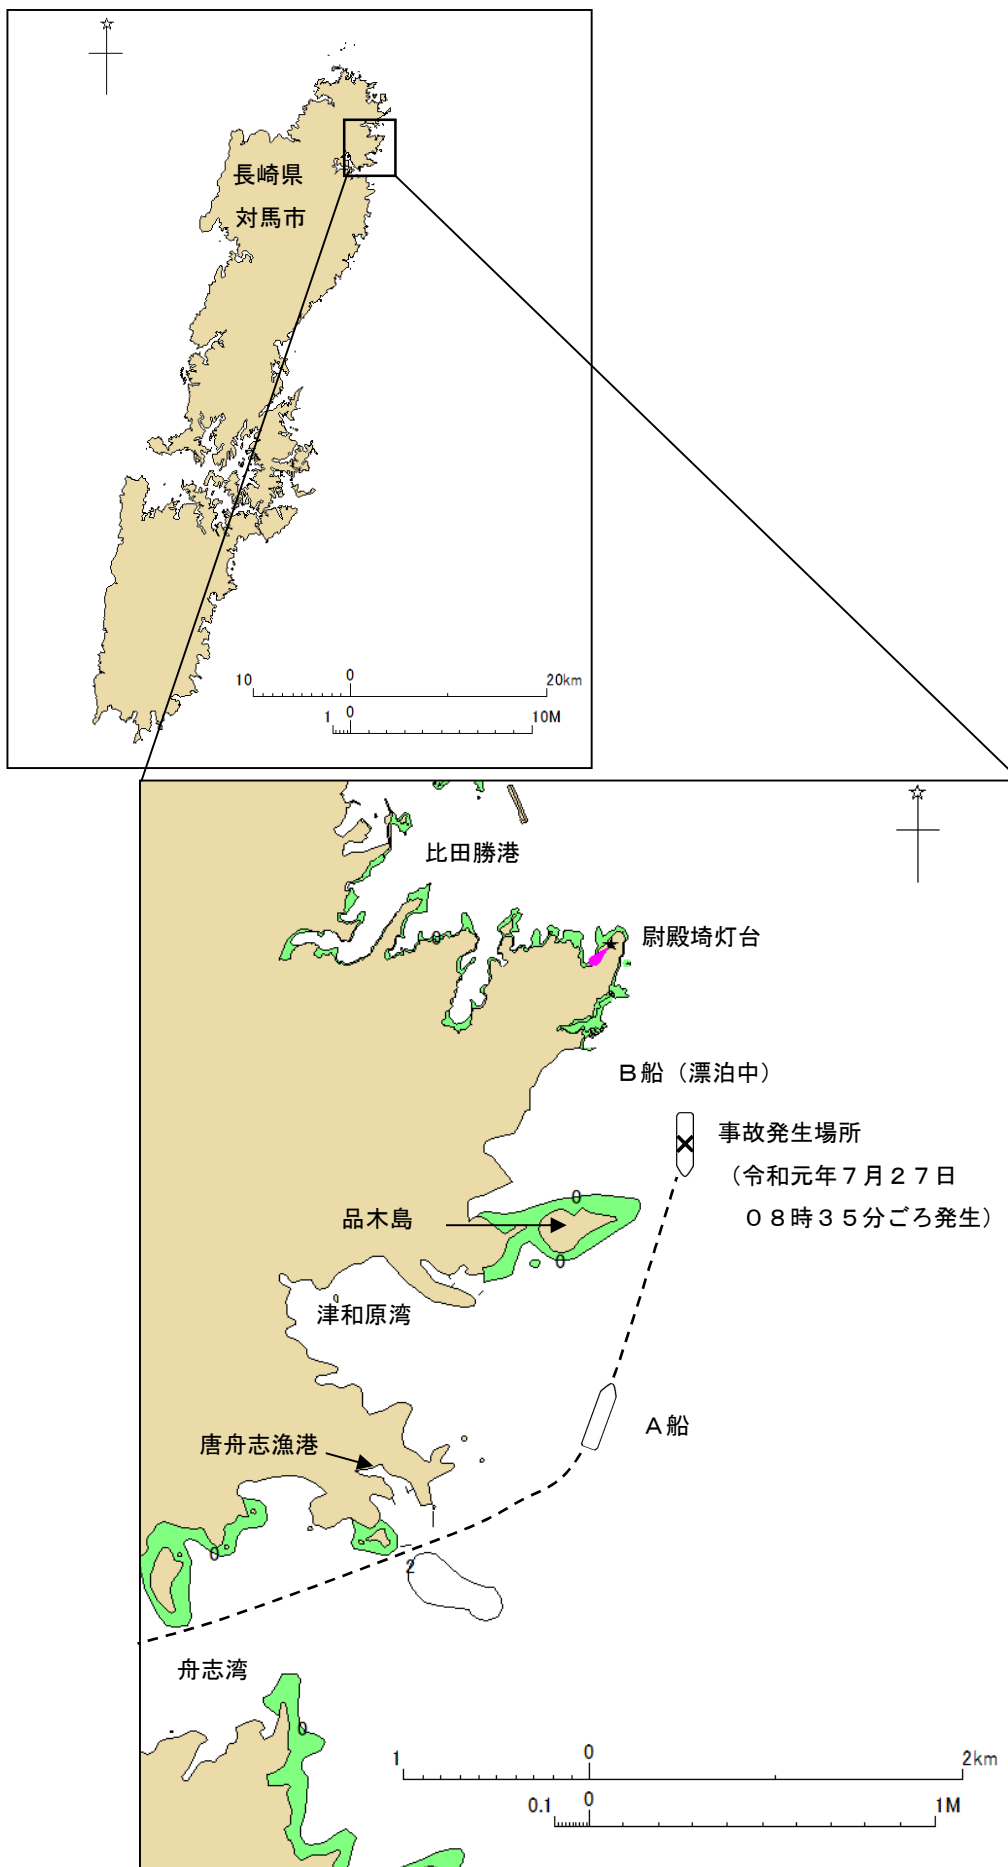 長崎県
対馬市
10 0 20km
1 0 10M
比田勝港
0
尉殿埼灯台
B船（漂泊中）
事故発生場所
（令和元年７月２７日
０８時３５分ごろ発生）
0
品木島
0
0
津和原湾
A船
唐舟志漁港
0
2
舟志湾
0
1 0 2km
0.1 0 1M